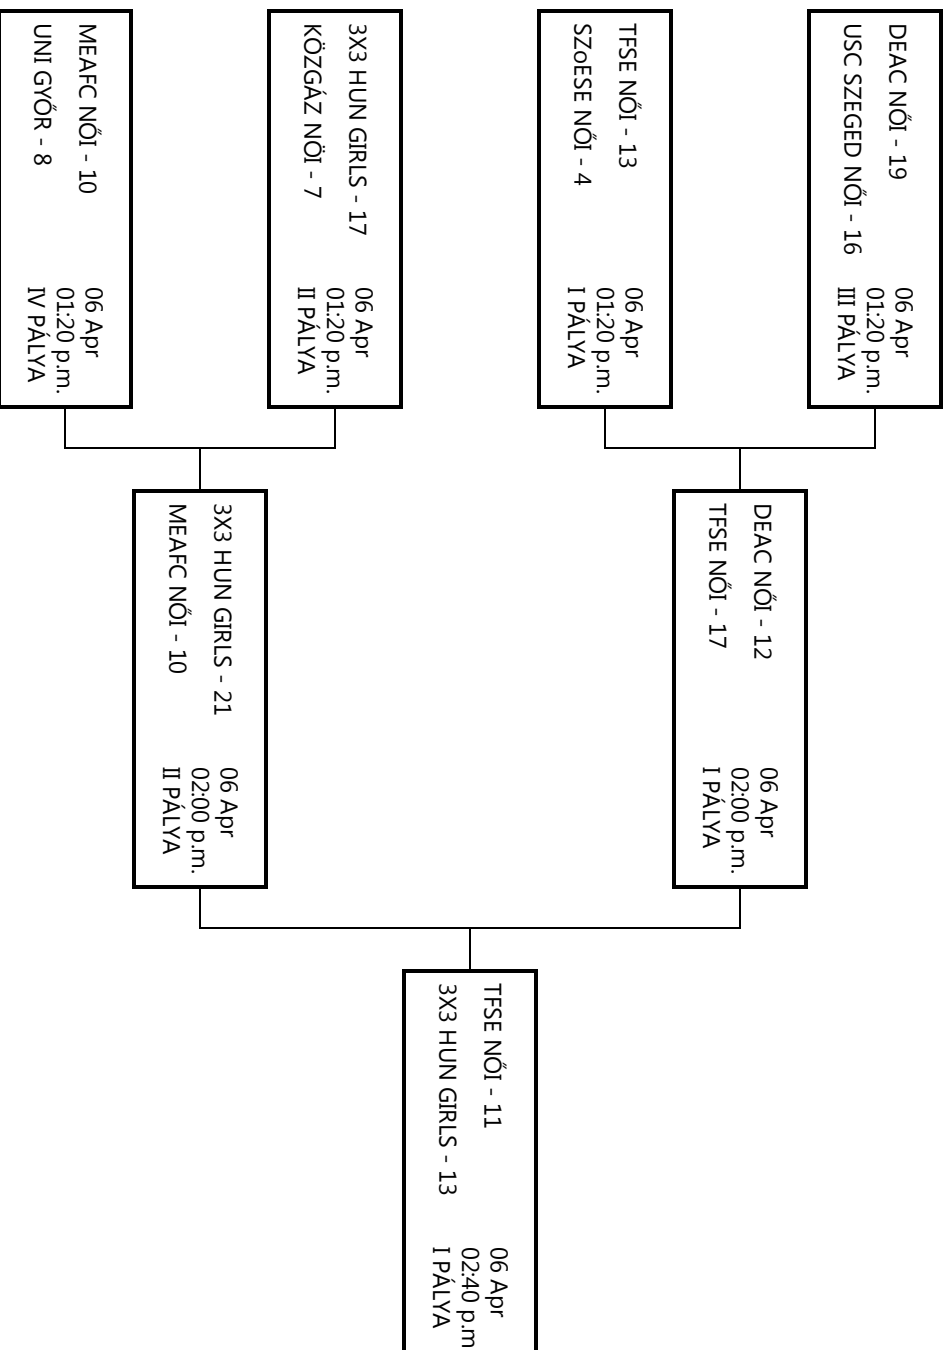 DEAC NŐI - 19
USC SZEGED NŐI - 16
06 Apr
01:20 p.m.
III PÁLYA
TFSE NŐI - 13
SZoESE NŐI - 4
06 Apr
01:20 p.m.
I PÁLYA
3X3 HUN GIRLS - 17
KÖZGÁZ NÖI - 7
06 Apr
01:20 p.m.
II PÁLYA
MEAFC NŐI - 10
UNI GYŐR - 8
06 Apr
01:20 p.m.
IV PÁLYA
DEAC NŐI - 12
TFSE NŐI - 17
06 Apr
02:00 p.m.
I PÁLYA
3X3 HUN GIRLS - 21
MEAFC NŐI - 10
06 Apr
02:00 p.m.
II PÁLYA
TFSE NŐI - 11
3X3 HUN GIRLS - 13
06 Apr
02:40 p.m
I PÁLYA